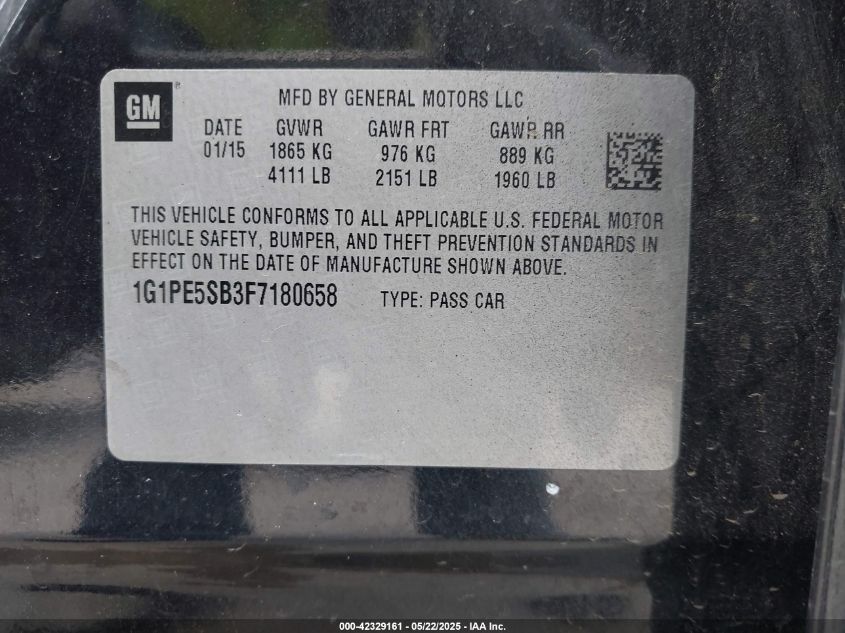 GM
MFD BY GENERAL MOTORS LLC
DATE GVWR GAWR FRT GAWR RR
01/15 1865 KG 976 KG 889 KG
4111 LB 2151 LB 1960 LB
THIS VEHICLE CONFORMS TO ALL APPLICABLE U.S. FEDERAL MOTOR
VEHICLE SAFETY, BUMPER, AND THEFT PREVENTION STANDARDS IN
EFFECT ON THE DATE OF MANUFACTURE SHOWN ABOVE.
1G1PE5SB3F7180658 TYPE: PASS CAR
000-42329161 - 05/22/2025 - IAA Inc.